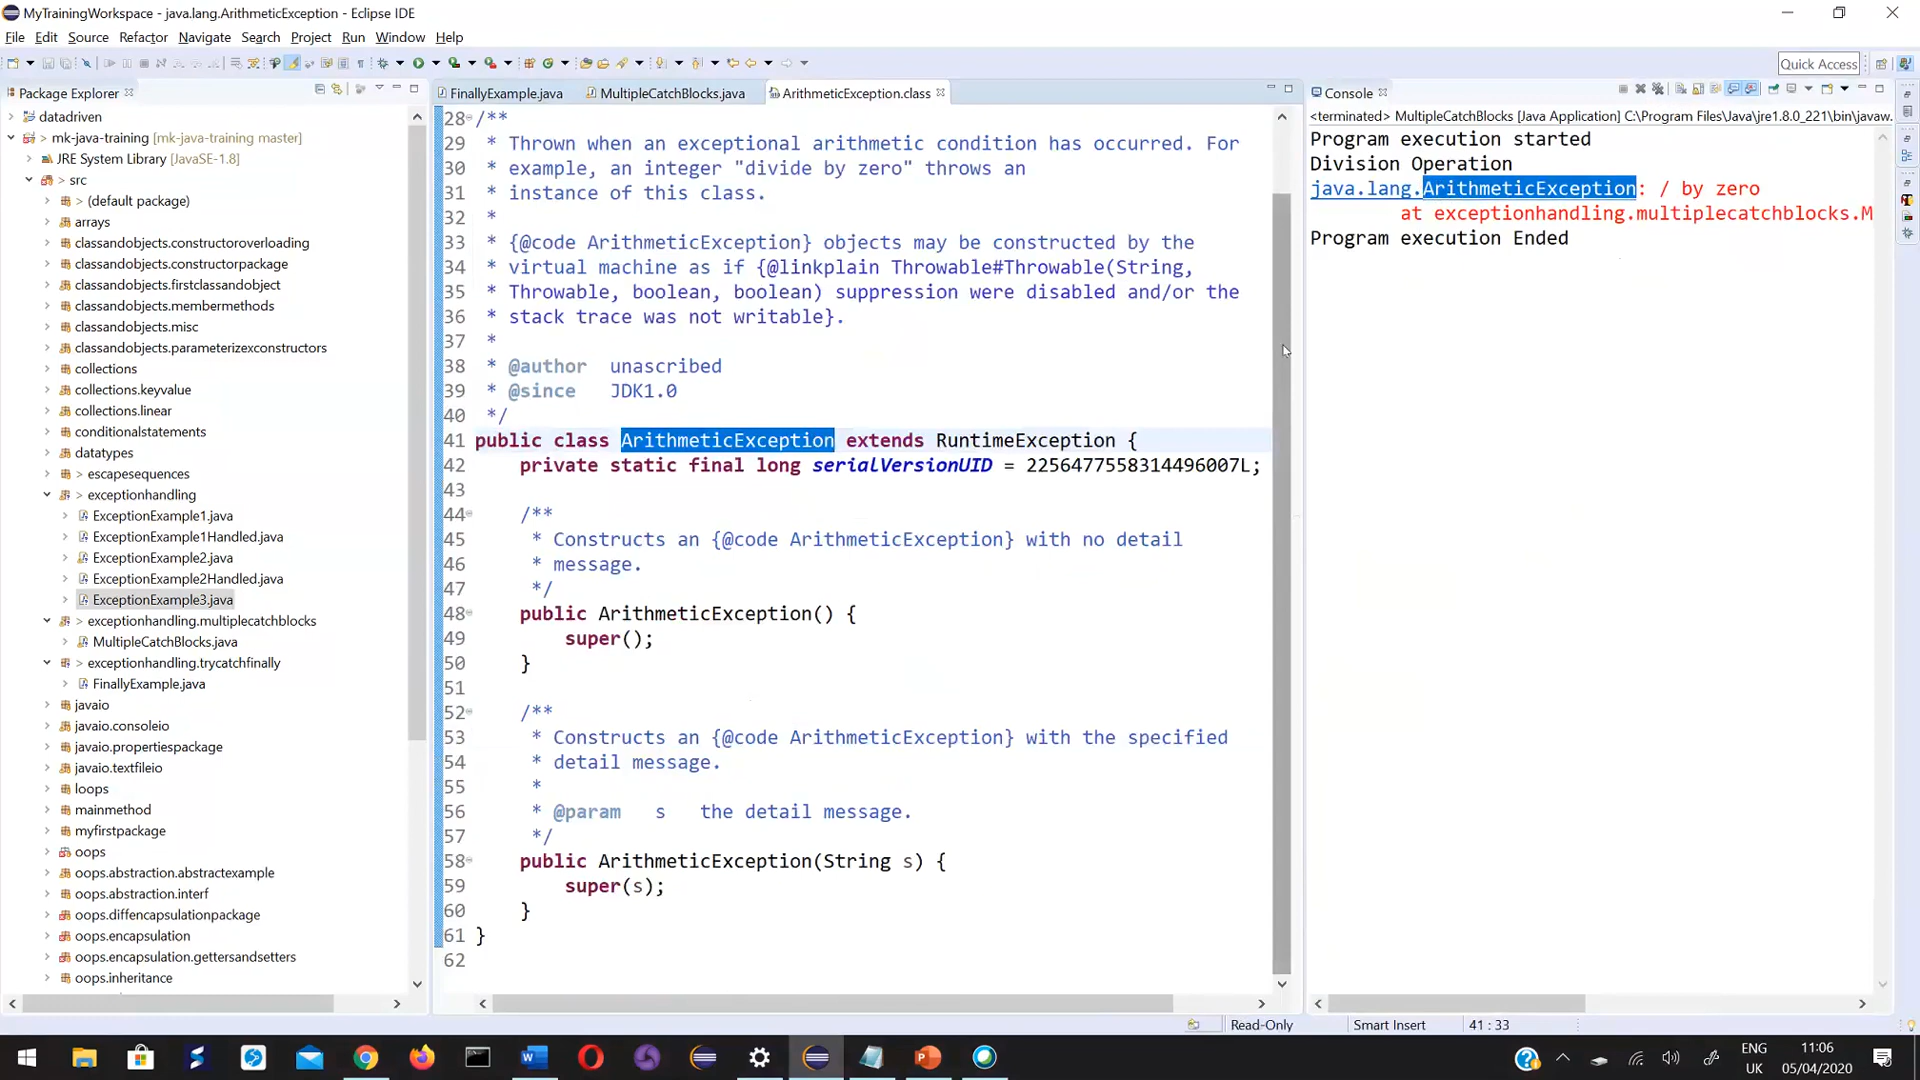 MyTrainingWorkspace - java.lang.ArithmeticException - Eclipse IDE
File Edit Source Refactor Navigate Search Project Run Window Help
Quick Access
Package Explorer
datadriven
> mk-java-training [mk-java-training master]
JRE System Library [JavaSE-1.8]
> src
> (default package)
arrays
classandobjects.constructoroverloading
classandobjects.constructorpackage
classandobjects.firstclassandobject
classandobjects.membermethods
classandobjects.misc
classandobjects.parameterizexconstructors
collections
collections.keyvalue
collections.linear
conditionalstatements
datatypes
> escapesequences
> exceptionhandling
ExceptionExample1.java
ExceptionExample1Handled.java
ExceptionExample2.java
ExceptionExample2Handled.java
ExceptionExample3.java
> exceptionhandling.multiplecatchblocks
MultipleCatchBlocks.java
> exceptionhandling.trycatchfinally
FinallyExample.java
javaio
javaio.consoleio
javaio.propertiespackage
javaio.textfileio
loops
mainmethod
myfirstpackage
oops
oops.abstraction.abstractexample
oops.abstraction.interf
oops.diffencapsulationpackage
oops.encapsulation
oops.encapsulation.gettersandsetters
oops.inheritance
FinallyExample.java MultipleCatchBlocks.java ArithmeticException.class
28 /**
29 * Thrown when an exceptional arithmetic condition has occurred. For
30 * example, an integer "divide by zero" throws an
31 * instance of this class.
32 *
33 * {@code ArithmeticException} objects may be constructed by the
34 * virtual machine as if {@linkplain Throwable#Throwable(String,
35 * Throwable, boolean, boolean) suppression were disabled and/or the
36 * stack trace was not writable}.
37 *
38 * @author unascribed
39 * @since JDK1.0
40 */
41 public class ArithmeticException extends RuntimeException {
42 private static final long serialVersionUID = 2256477558314496007L;
43
44 /**
45 * Constructs an {@code ArithmeticException} with no detail
46 * message.
47 */
48 public ArithmeticException() {
49 super();
50 }
51
52 /**
53 * Constructs an {@code ArithmeticException} with the specified
54 * detail message.
55 *
56 * @param s the detail message.
57 */
58 public ArithmeticException(String s) {
59 super(s);
60 }
61 }
62
Console
<terminated> MultipleCatchBlocks [Java Application] C:\Program Files\Java\jre1.8.0_221\bin\javaw.
Program execution started
Division Operation
java.lang.ArithmeticException: / by zero
at exceptionhandling.multiplecatchblocks.M
Program execution Ended
Read-Only Smart Insert 41 : 33
ENG
UK
11:06
05/04/2020